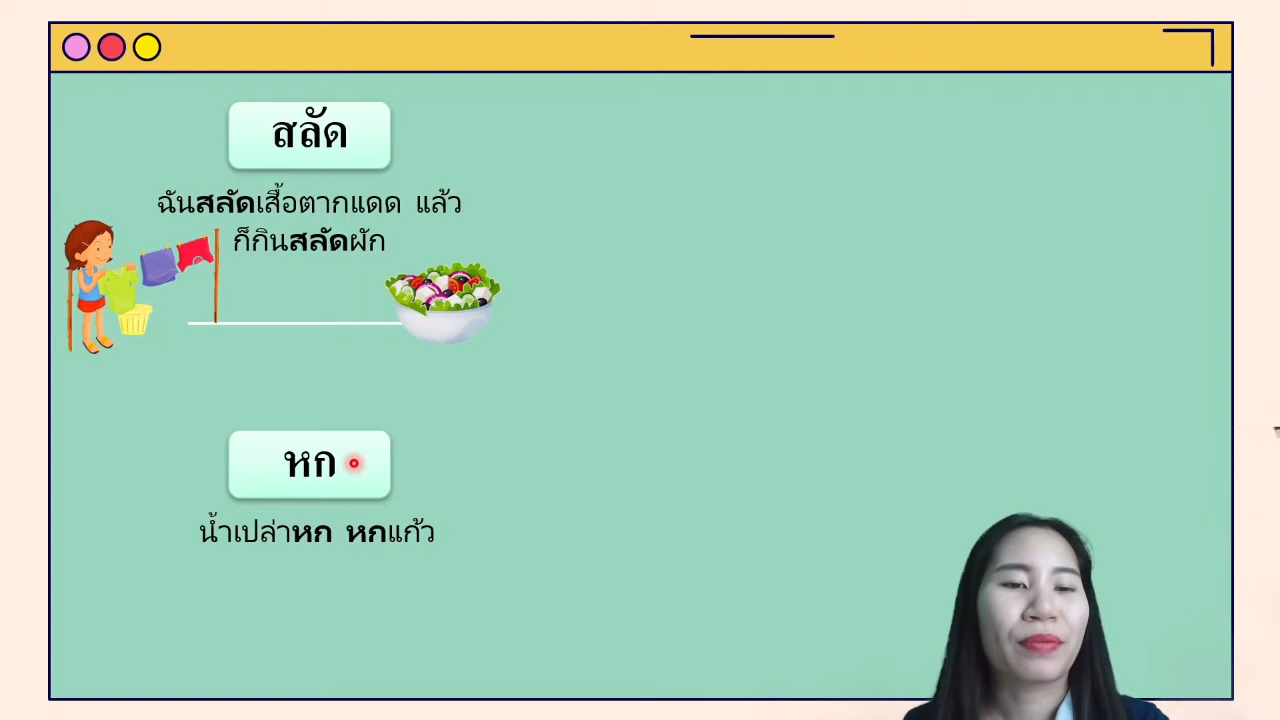 สลัด
ฉันสลัดเสื้อตากแดด แล้ว
ก็กินสลัดผัก
หก
น้ำเปล่าหก หกแก้ว